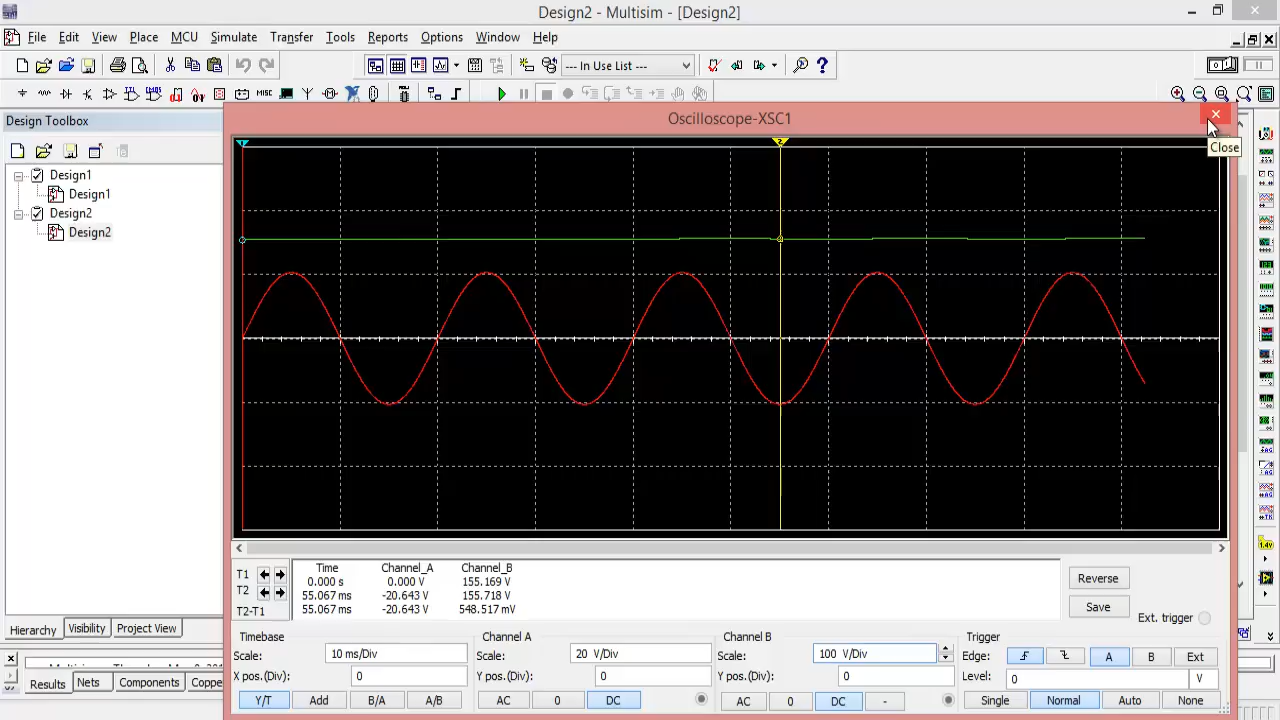 Design2 - Multisim - [Design2]
File Edit View Place MCU Simulate Transfer Tools Reports Options Window Help
--- In Use List ---
MISC
Design Toolbox
Oscilloscope-XSC1
Close
Design1
Design1
Design2
Design2
Time Channel_A Channel_B
T1 0.000 s 0.000 V 155.169 V
T2 55.067 ms -20.643 V 155.718 V
T2-T1 55.067 ms -20.643 V 548.517 mV
Reverse
Save
Ext. trigger
Hierarchy Visibility Project View
Timebase
Scale: 10 ms/Div
X pos.(Div): 0
Y/T Add B/A A/B
Channel A
Scale: 20 V/Div
Y pos.(Div): 0
AC 0 DC
Channel B
Scale: 100 V/Div
Y pos.(Div): 0
AC 0 DC -
Trigger
Edge: A B Ext
Level: 0 V
Single Normal Auto None
Results Nets Components